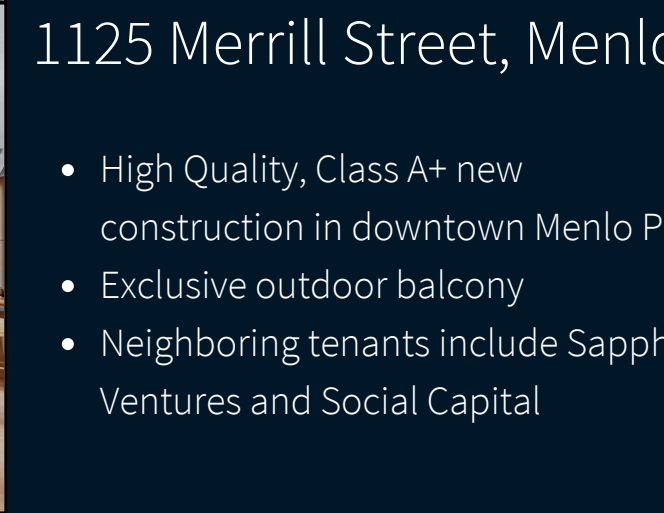 1125 Merrill Street, Menlo
High Quality, Class A+ new
construction in downtown Menlo P
Exclusive outdoor balcony
Neighboring tenants include Sapph
Ventures and Social Capital